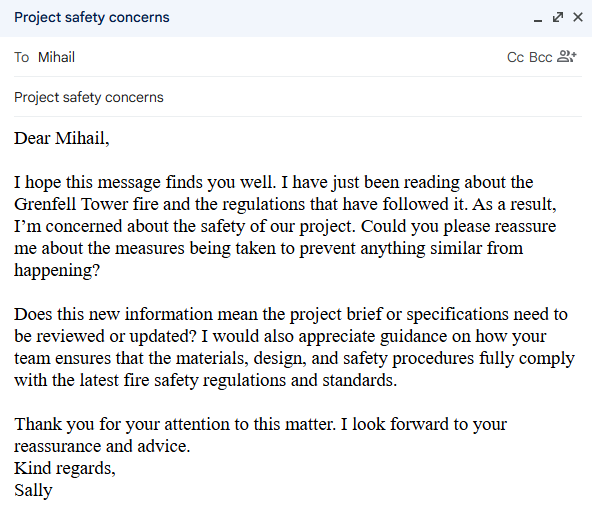 Project safety concerns
To Mihail
Cc Bcc
Project safety concerns
Dear Mihail,
I hope this message finds you well. I have just been reading about the
Grenfell Tower fire and the regulations that have followed it. As a result,
I’m concerned about the safety of our project. Could you please reassure
me about the measures being taken to prevent anything similar from
happening?
Does this new information mean the project brief or specifications need to
be reviewed or updated? I would also appreciate guidance on how your
team ensures that the materials, design, and safety procedures fully comply
with the latest fire safety regulations and standards.
Thank you for your attention to this matter. I look forward to your
reassurance and advice.
Kind regards,
Sally